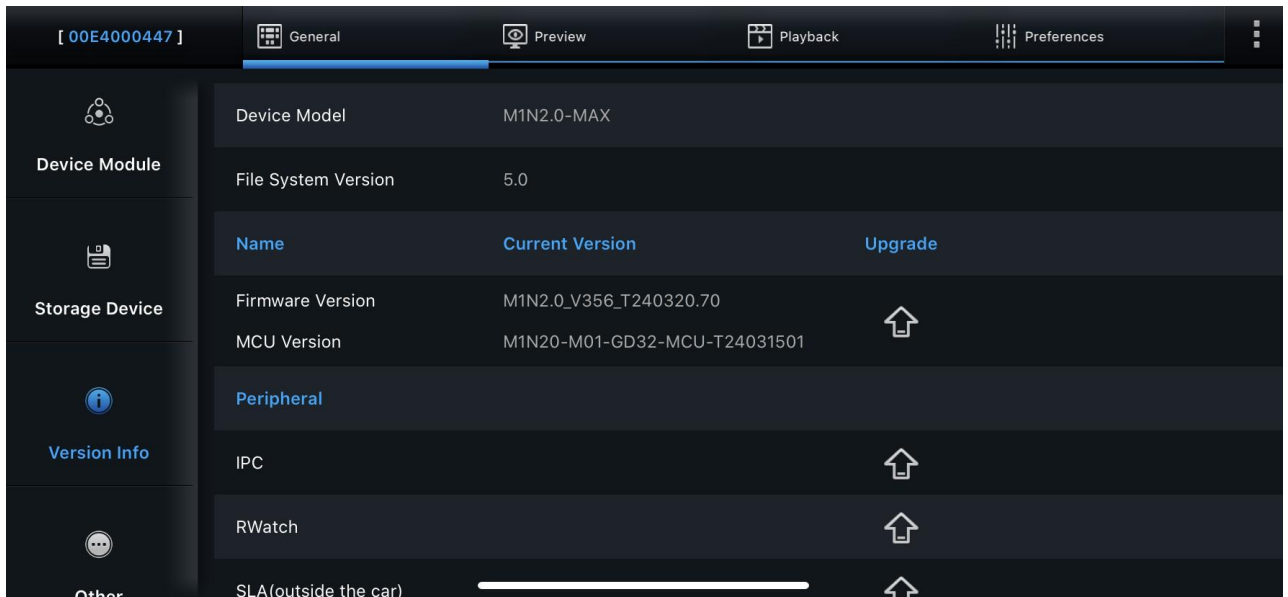 [ 00E4000447 ] General Preview Playback Preferences
Device Module
Storage Device
Version Info
Other
Device Model M1N2.0-MAX
File System Version 5.0
Name Current Version Upgrade
Firmware Version M1N2.0_V356_T240320.70
MCU Version M1N20-M01-GD32-MCU-T24031501
Peripheral
IPC
RWatch
SLA(outside the car)